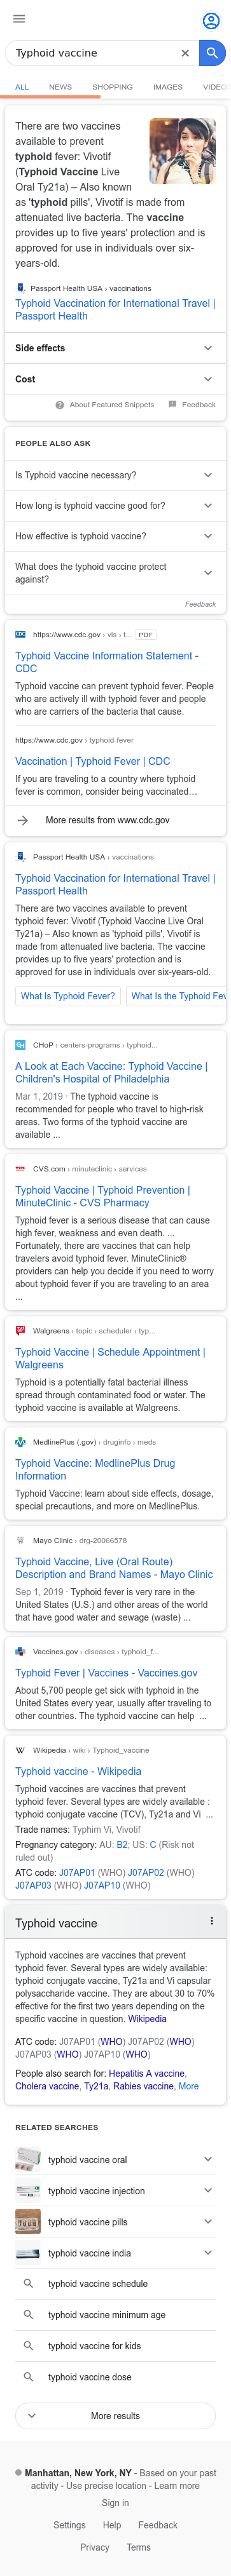 Typhoid vaccine
ALL NEWS SHOPPING IMAGES VIDEOS
There are two vaccines
available to prevent
typhoid fever: Vivotif
(Typhoid Vaccine Live
Oral Ty21a) – Also known
as 'typhoid pills', Vivotif is made from
attenuated live bacteria. The vaccine
provides up to five years' protection and is
approved for use in individuals over six-
years-old.
Passport Health USA › vaccinations
Typhoid Vaccination for International Travel |
Passport Health
Side effects
Cost
About Featured Snippets Feedback
PEOPLE ALSO ASK
Is Typhoid vaccine necessary?
How long is typhoid vaccine good for?
How effective is typhoid vaccine?
What does the typhoid vaccine protect
against?
Feedback
https://www.cdc.gov › vis › t... PDF
Typhoid Vaccine Information Statement -
CDC
Typhoid vaccine can prevent typhoid fever. People
who are actively ill with typhoid fever and people
who are carriers of the bacteria that cause.
https://www.cdc.gov › typhoid-fever
Vaccination | Typhoid Fever | CDC
If you are traveling to a country where typhoid
fever is common, consider being vaccinated…
More results from www.cdc.gov
Passport Health USA › vaccinations
Typhoid Vaccination for International Travel |
Passport Health
There are two vaccines available to prevent
typhoid fever: Vivotif (Typhoid Vaccine Live Oral
Ty21a) – Also known as 'typhoid pills', Vivotif is
made from attenuated live bacteria. The vaccine
provides up to five years' protection and is
approved for use in individuals over six-years-old.
What Is Typhoid Fever? What Is the Typhoid Fev
CHoP › centers-programs › typhoid...
A Look at Each Vaccine: Typhoid Vaccine |
Children's Hospital of Philadelphia
Mar 1, 2019 · The typhoid vaccine is
recommended for people who travel to high-risk
areas. Two forms of the typhoid vaccine are
available ...
CVS.com › minuteclinic › services
Typhoid Vaccine | Typhoid Prevention |
MinuteClinic - CVS Pharmacy
Typhoid fever is a serious disease that can cause
high fever, weakness and even death. ...
Fortunately, there are vaccines that can help
travelers avoid typhoid fever. MinuteClinic®
providers can help you decide if you need to worry
about typhoid fever if you are traveling to an area
...
Walgreens › topic › scheduler › typ...
Typhoid Vaccine | Schedule Appointment |
Walgreens
Typhoid is a potentially fatal bacterial illness
spread through contaminated food or water. The
typhoid vaccine is available at Walgreens.
MedlinePlus (.gov) › druginfo › meds
Typhoid Vaccine: MedlinePlus Drug
Information
Typhoid Vaccine: learn about side effects, dosage,
special precautions, and more on MedlinePlus.
Mayo Clinic › drg-20066578
Typhoid Vaccine, Live (Oral Route)
Description and Brand Names - Mayo Clinic
Sep 1, 2019 · Typhoid fever is very rare in the
United States (U.S.) and other areas of the world
that have good water and sewage (waste) ...
Vaccines.gov › diseases › typhoid_f...
Typhoid Fever | Vaccines - Vaccines.gov
About 5,700 people get sick with typhoid in the
United States every year, usually after traveling to
other countries. The typhoid vaccine can help ...
Wikipedia › wiki › Typhoid_vaccine
Typhoid vaccine - Wikipedia
Typhoid vaccines are vaccines that prevent
typhoid fever. Several types are widely available :
typhoid conjugate vaccine (TCV), Ty21a and Vi ...
Trade names: Typhim Vi, Vivotif
Pregnancy category: AU: B2; US: C (Risk not
ruled out)
ATC code: J07AP01 (WHO) J07AP02 (WHO)
J07AP03 (WHO) J07AP10 (WHO)
Typhoid vaccine
Typhoid vaccines are vaccines that prevent
typhoid fever. Several types are widely available:
typhoid conjugate vaccine, Ty21a and Vi capsular
polysaccharide vaccine. They are about 30 to 70%
effective for the first two years depending on the
specific vaccine in question. Wikipedia
ATC code: J07AP01 (WHO) J07AP02 (WHO)
J07AP03 (WHO) J07AP10 (WHO)
People also search for: Hepatitis A vaccine,
Cholera vaccine, Ty21a, Rabies vaccine, More
RELATED SEARCHES
typhoid vaccine oral
typhoid vaccine injection
typhoid vaccine pills
typhoid vaccine india
typhoid vaccine schedule
typhoid vaccine minimum age
typhoid vaccine for kids
typhoid vaccine dose
More results
Manhattan, New York, NY - Based on your past
activity - Use precise location - Learn more
Sign in
Settings Help Feedback
Privacy Terms